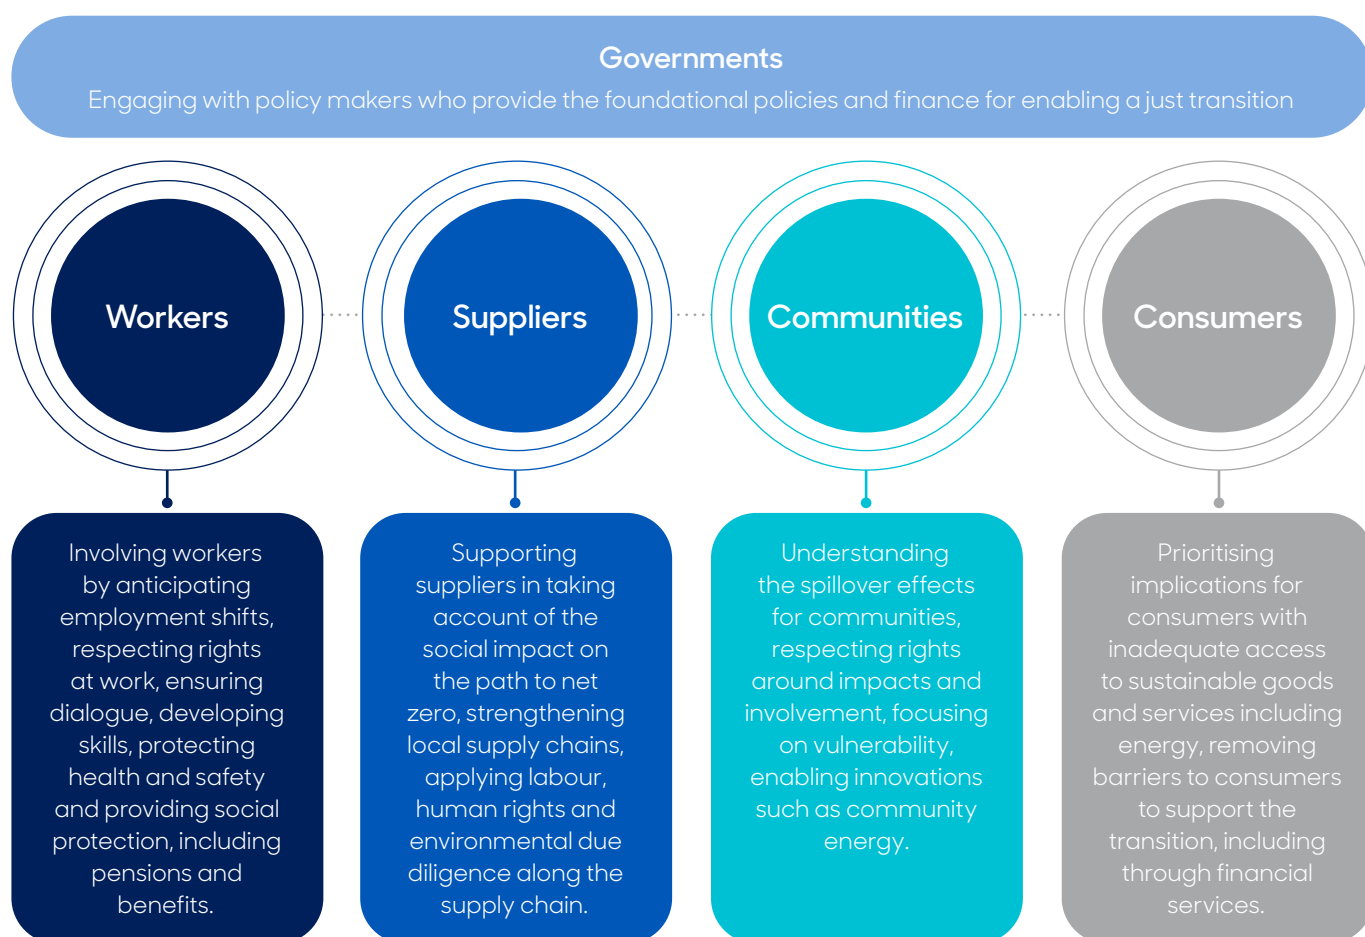 Governments
Engaging with policy makers who provide the foundational policies and finance for enabling a just transition
Workers
Suppliers
Communities
Consumers
Involving workers
by anticipating
employment shifts,
respecting rights
at work, ensuring
dialogue, developing
skills, protecting
health and safety
and providing social
protection, including
pensions and
benefits.
Supporting
suppliers in taking
account of the
social impact on
the path to net
zero, strengthening
local supply chains,
applying labour,
human rights and
environmental due
diligence along the
supply chain.
Understanding
the spillover effects
for communities,
respecting rights
around impacts and
involvement, focusing
on vulnerability,
enabling innovations
such as community
energy.
Prioritising
implications for
consumers with
inadequate access
to sustainable goods
and services including
energy, removing
barriers to consumers
to support the
transition, including
through financial
services.